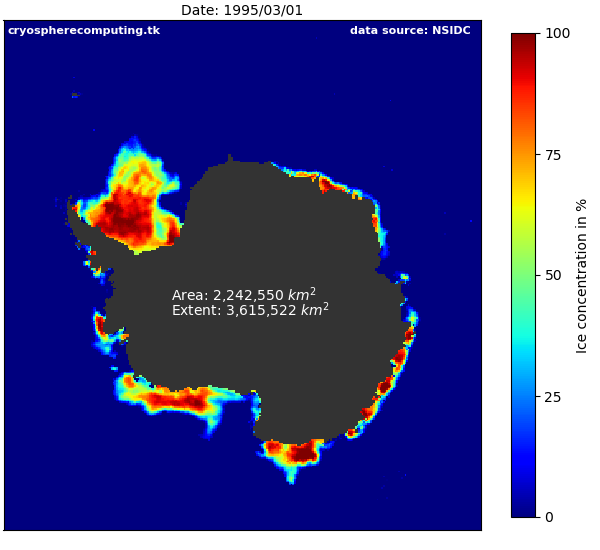 Date: 1995/03/01
cryospherecomputing.tk
data source: NSIDC
Area: 2,242,550 km²
Extent: 3,615,522 km²
100
75
50
25
0
Ice concentration in %